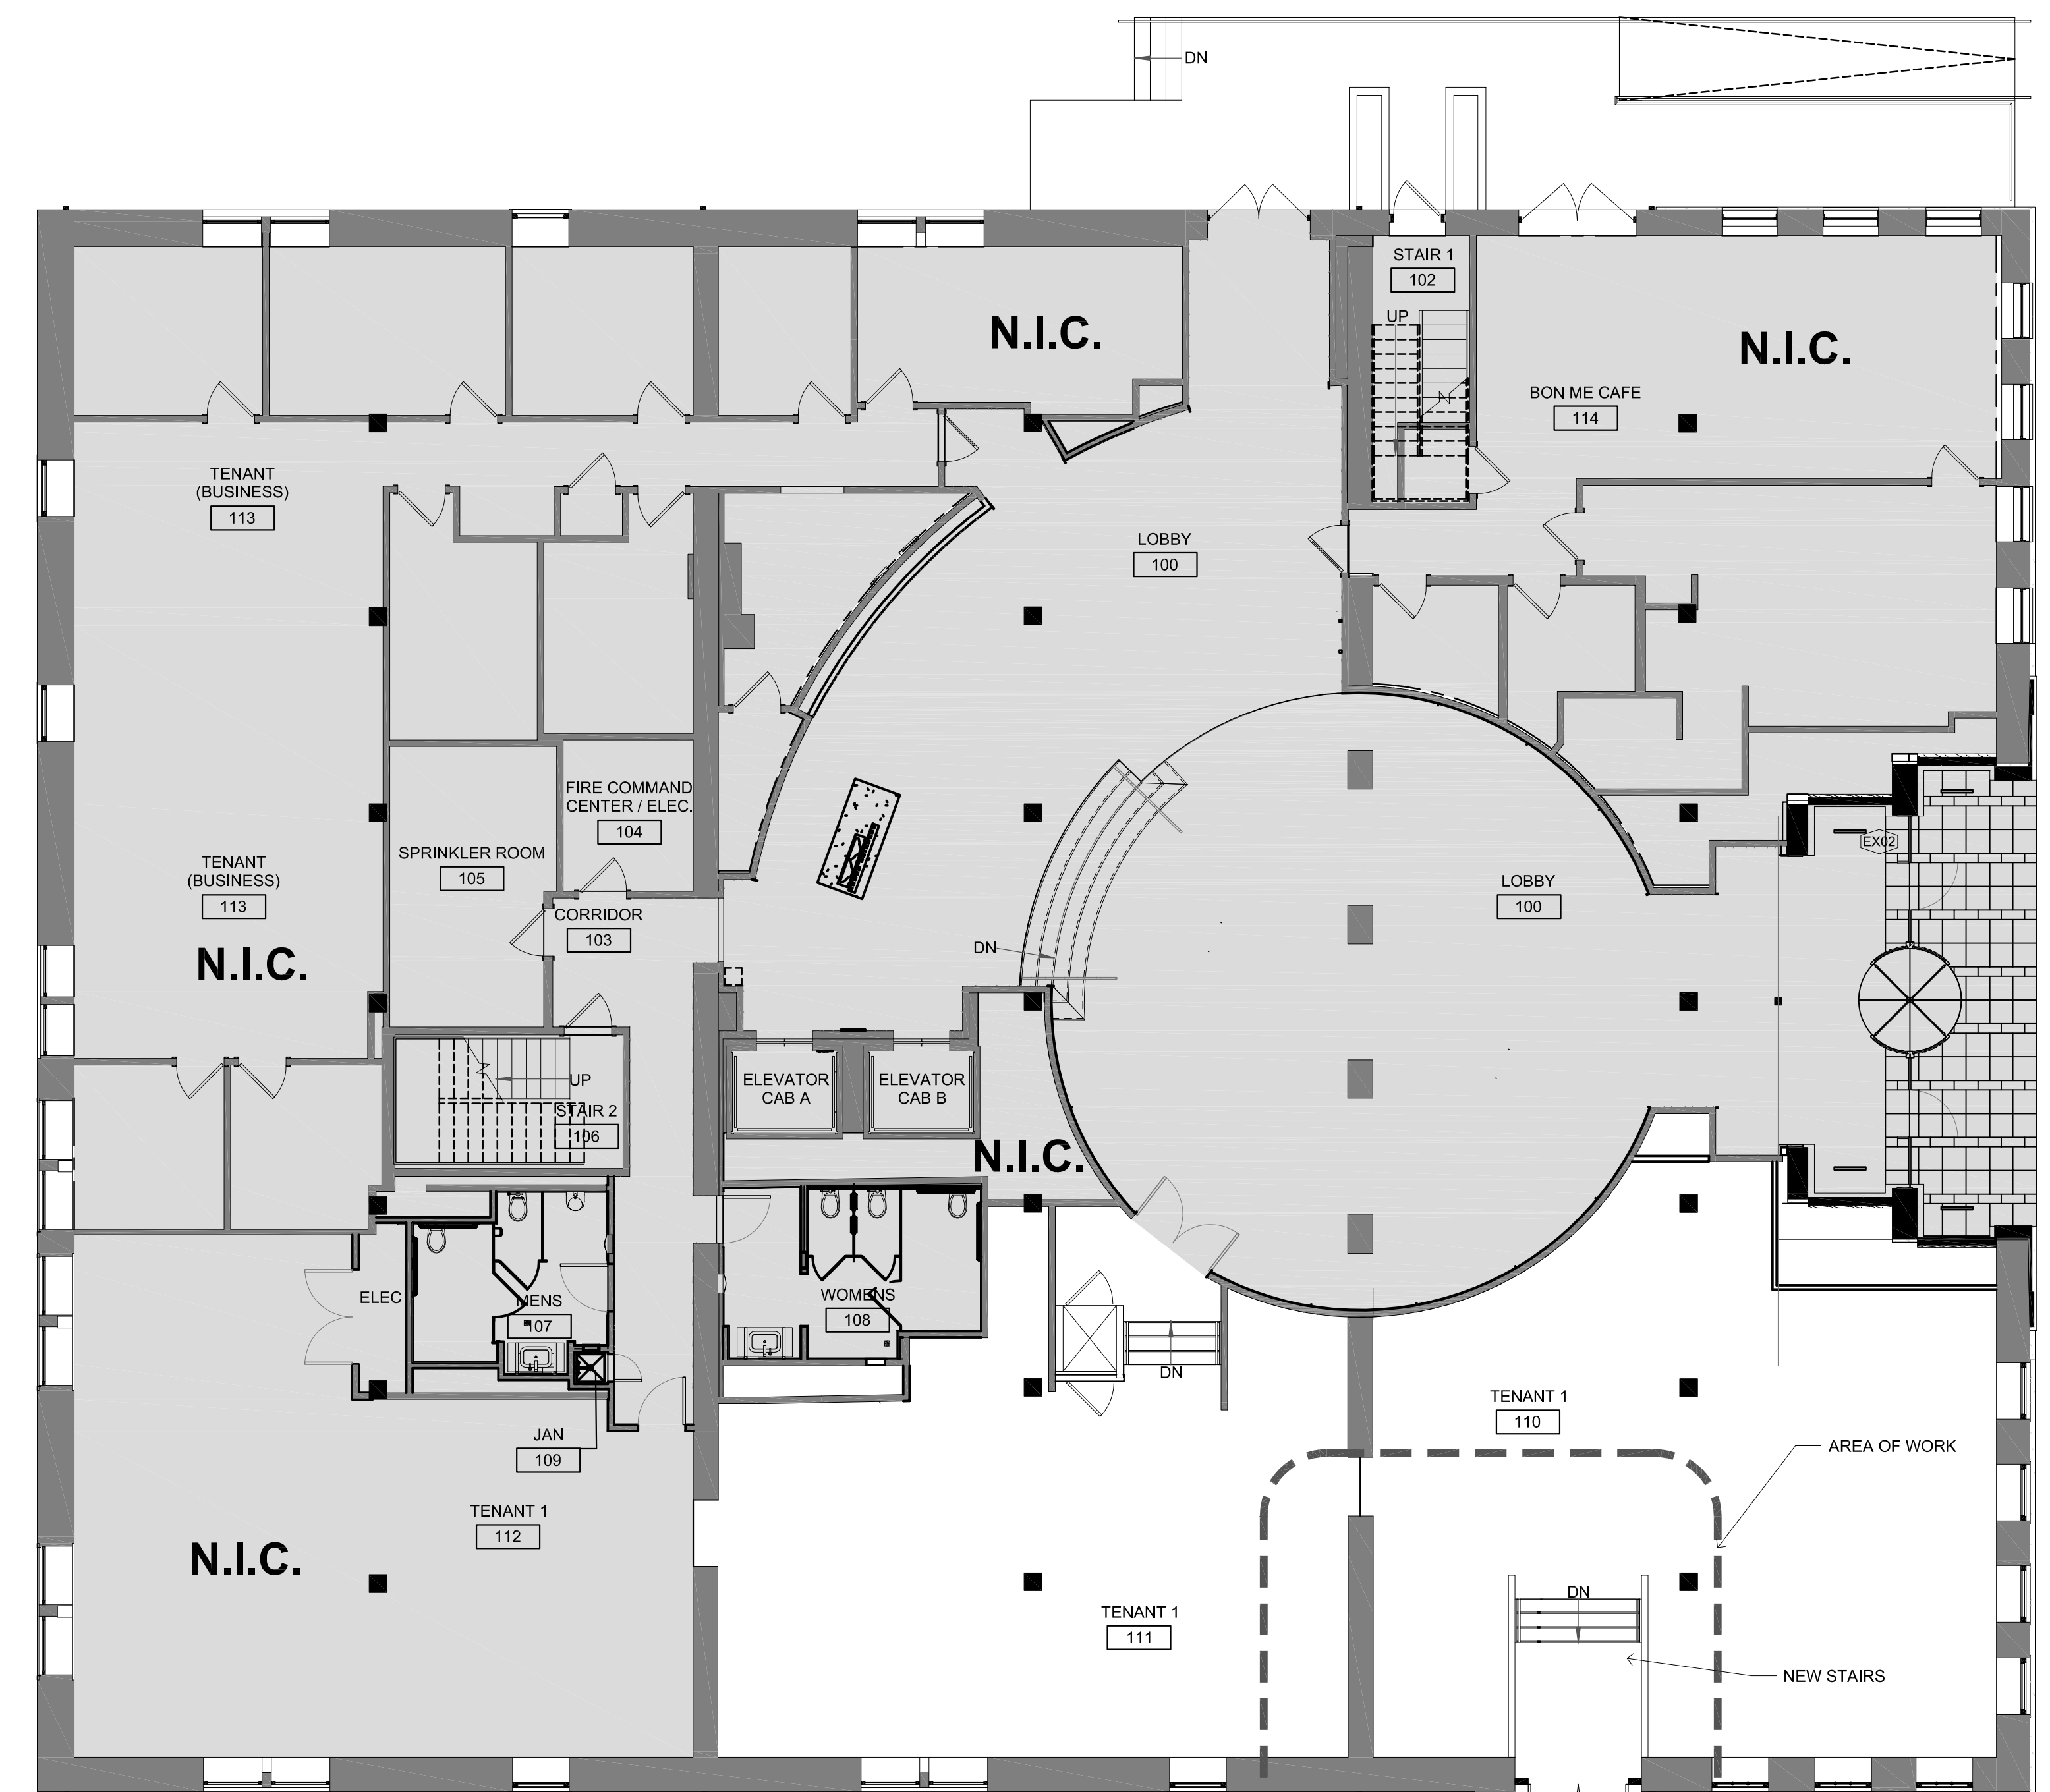 DN
STAIR 1
102
UP
N.I.C.
N.I.C.
BON ME CAFE
114
TENANT
(BUSINESS)
113
LOBBY
100
FIRE COMMAND
CENTER / ELEC.
104
SPRINKLER ROOM
105
TENANT
(BUSINESS)
113
N.I.C.
CORRIDOR
103
DN
LOBBY
100
EX02
UP
STAIR 2
106
ELEVATOR
CAB A
ELEVATOR
CAB B
N.I.C.
ELEC
MENS
107
WOMENS
108
DN
JAN
109
TENANT 1
110
AREA OF WORK
TENANT 1
112
N.I.C.
TENANT 1
111
DN
NEW STAIRS